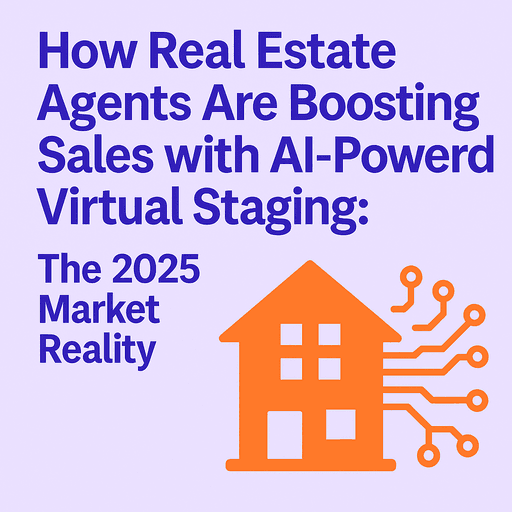 How Real Estate
Agents Are Boosting
Sales with AI-Powerd
Virtual Staging:
The 2025
Market
Reality